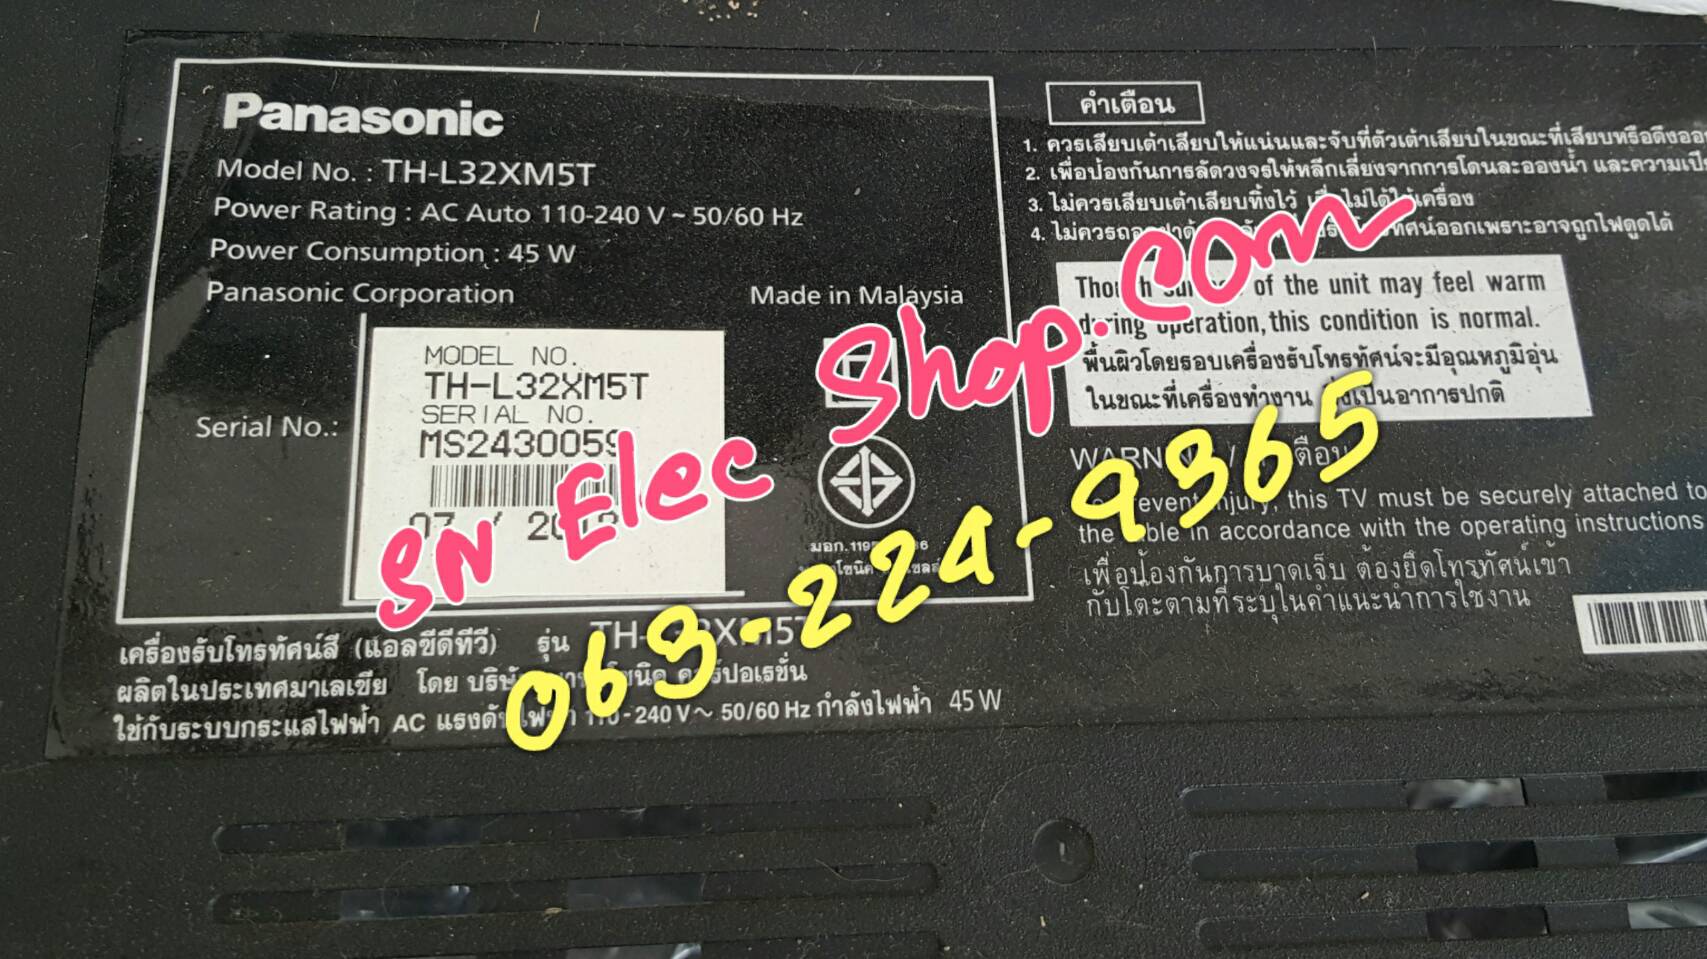 Panasonic
Model No. : TH-L32XM5T
Power Rating : AC Auto 110-240 V ~ 50/60 Hz
Power Consumption : 45 W
Panasonic Corporation
Made in Malaysia
Serial No.:
MODEL NO.
TH-L32XM5T
SERIAL NO.
MS2430059
07 /
เครื่องรับโทรทัศน์สี (แอลซีดีทีวี) รุ่น
ผลิตในประเทศมาเลเซีย โดย
ใช้กับระบบกระแสไฟฟ้า AC 240 V~ 50/60 Hz กำลังไฟฟ้า 45 W
คำเตือน
1. ควรเสียบเต้าเสียบให้แน่นและจับที่ตัวเต้าเสียบในขณะที่เสียบหรือดึงออก
2. เพื่อป้องกันการลัดวงจรให้หลีกเลี่ยงจากการโดนละอองน้ำ
3. ไม่ควรเสียบเต้าเสียบทิ้งไว้
4. ไม่ควร
of the unit may feel warm
during operation, this condition is normal.
พื้นผิวโดยรอบเครื่องรับโทรทัศน์จะมีอุณหภูมิอุ่น
ในขณะที่เครื่องทำงาน
WARNING /
this TV must be securely attached to
the in accordance with the operating instructions
เพื่อป้องกันการบาดเจ็บ ต้องยึดโทรทัศน์เข้า
กับโต๊ะตามที่ระบุในคำแนะนำการใช้งาน
SN Elec Shop.com
063-224-9365